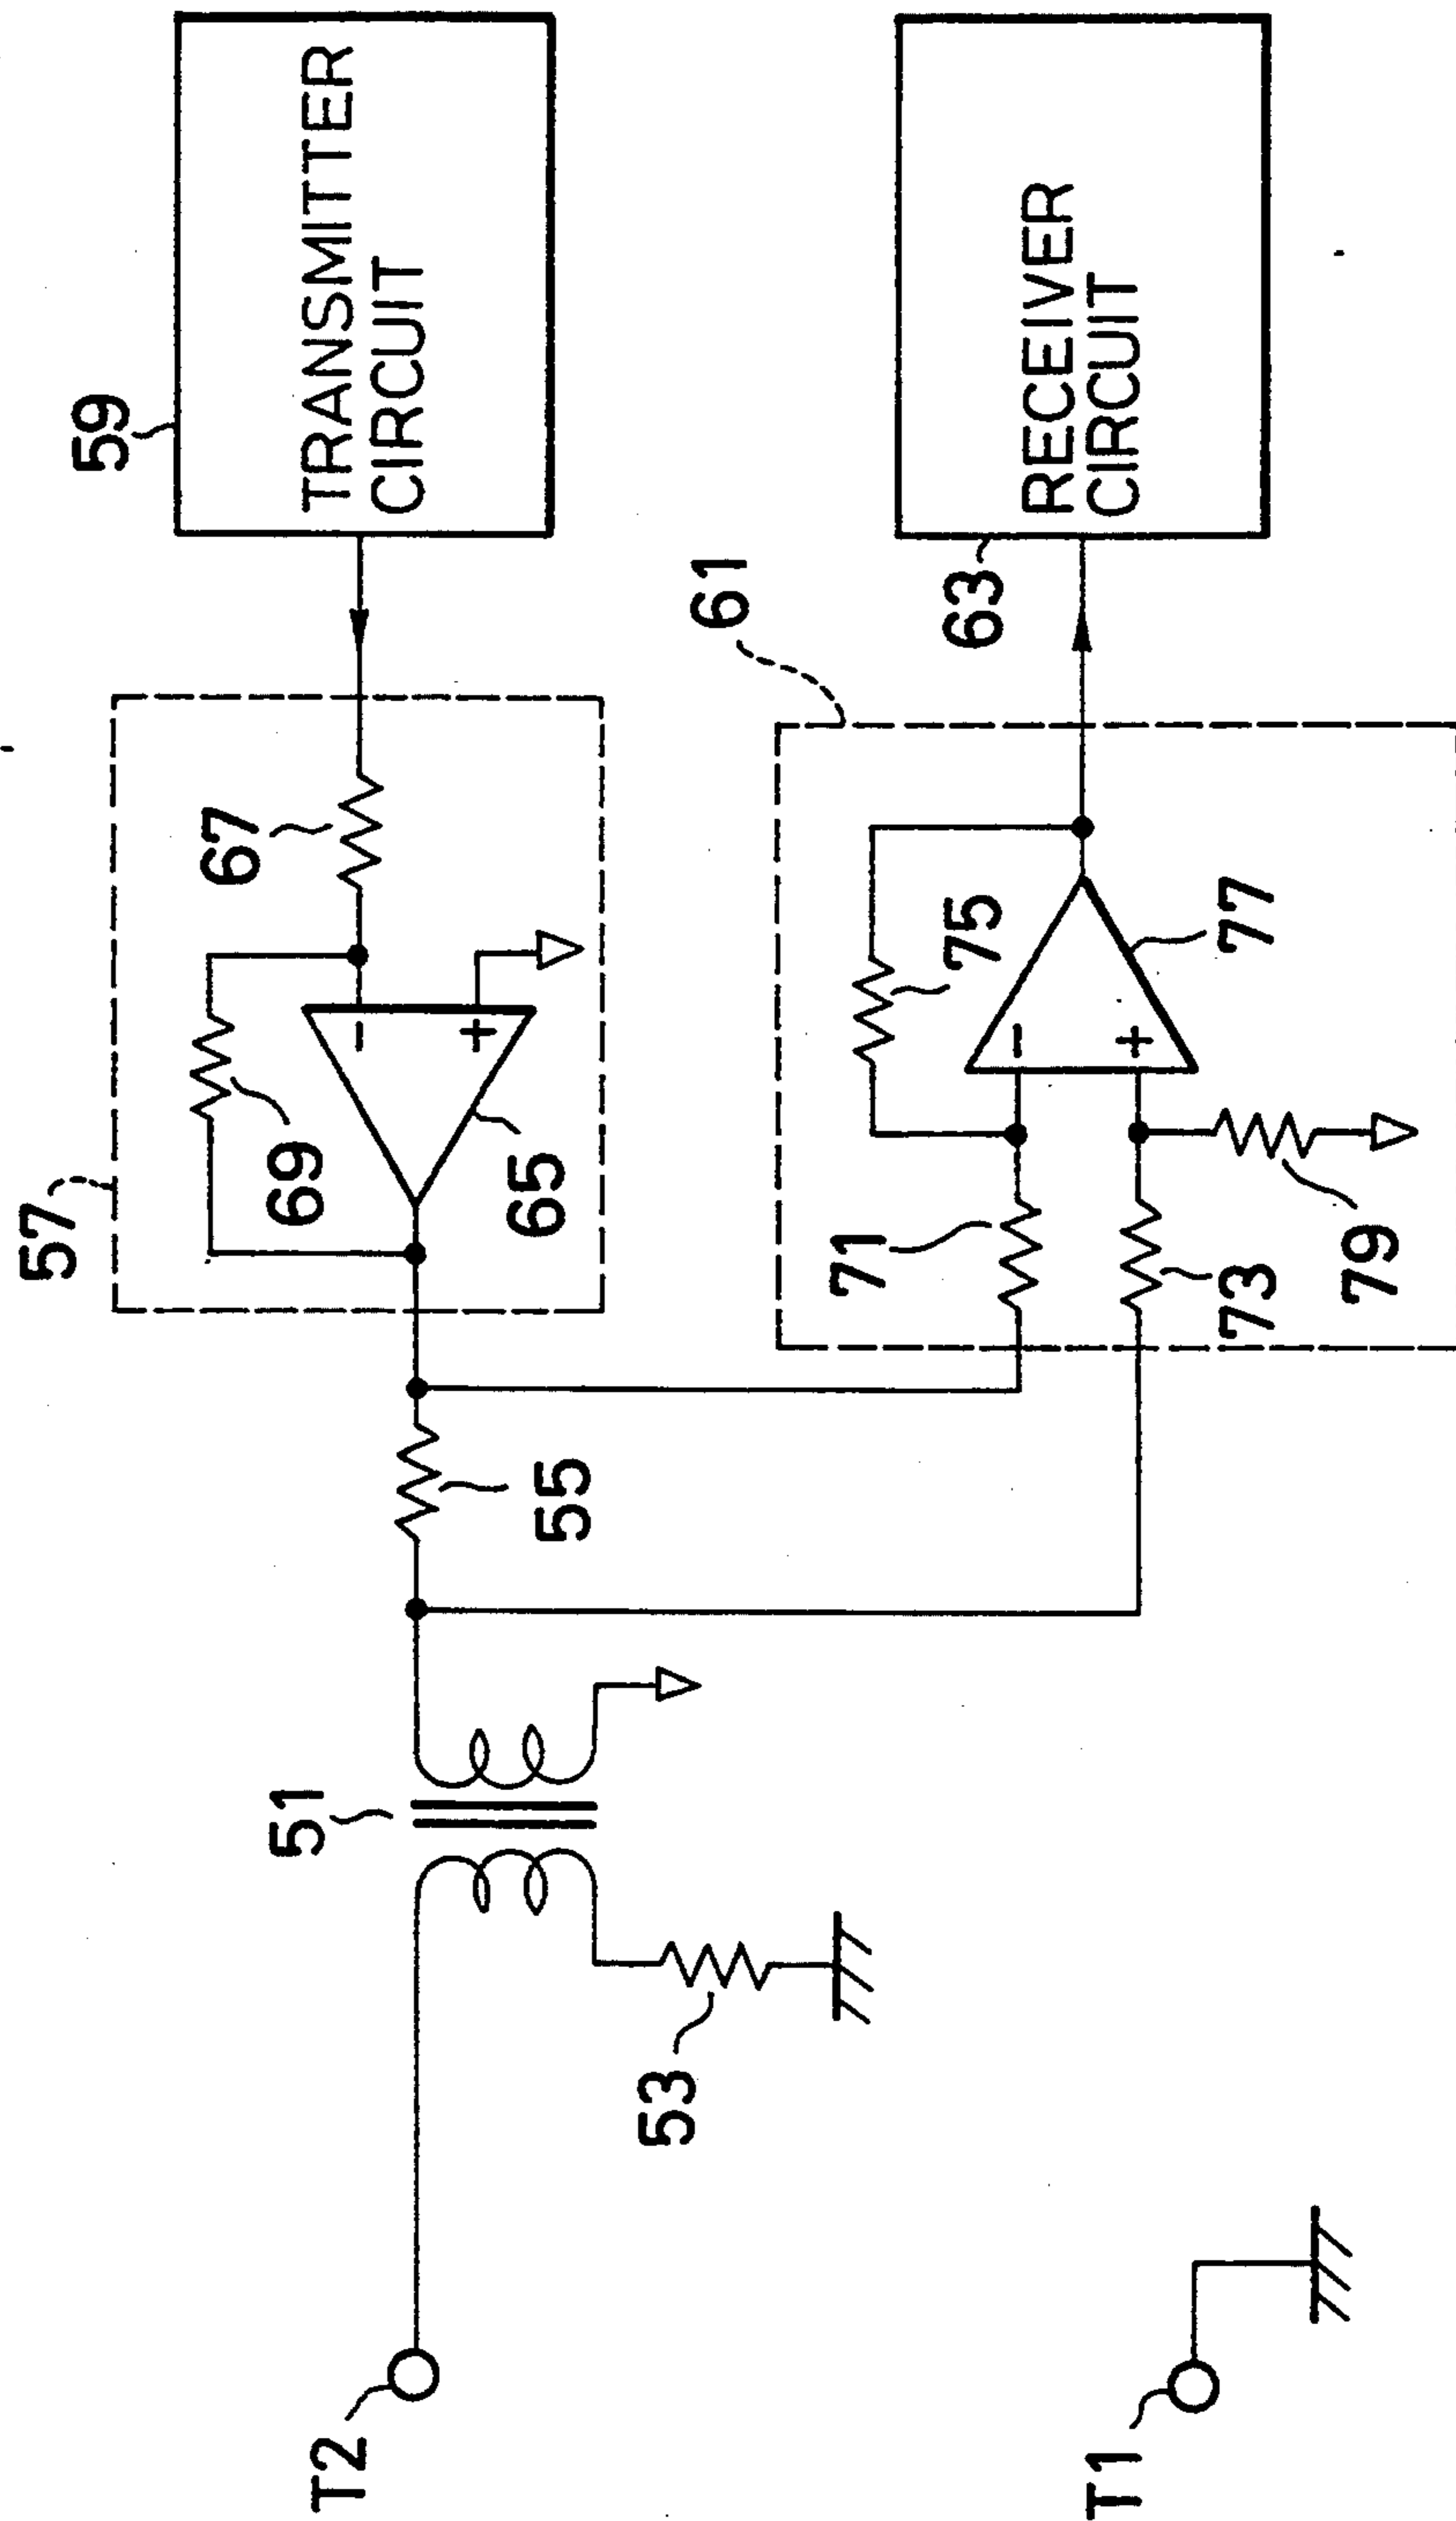 57
59
69
67
TRANSMITTER
CIRCUIT
65
51
T2
55
61
53
71
75
63
RECEIVER
CIRCUIT
73
77
79
T1